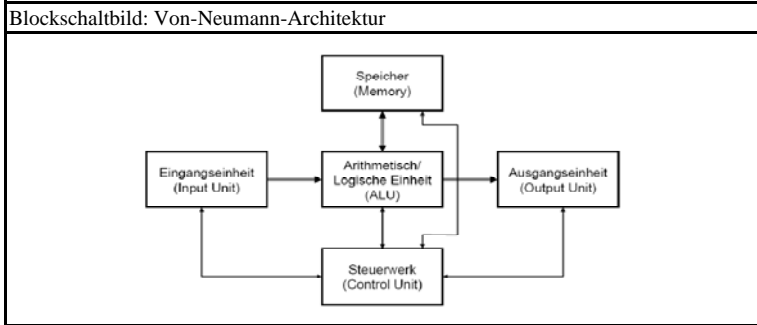 Blockschaltbild: Von-Neumann-Architektur
Speicher
(Memory)
Eingangseinheit
(Input Unit)
Arithmetisch/
Logische Einheit
(ALU)
Ausgangseinheit
(Output Unit)
Steuerwerk
(Control Unit)